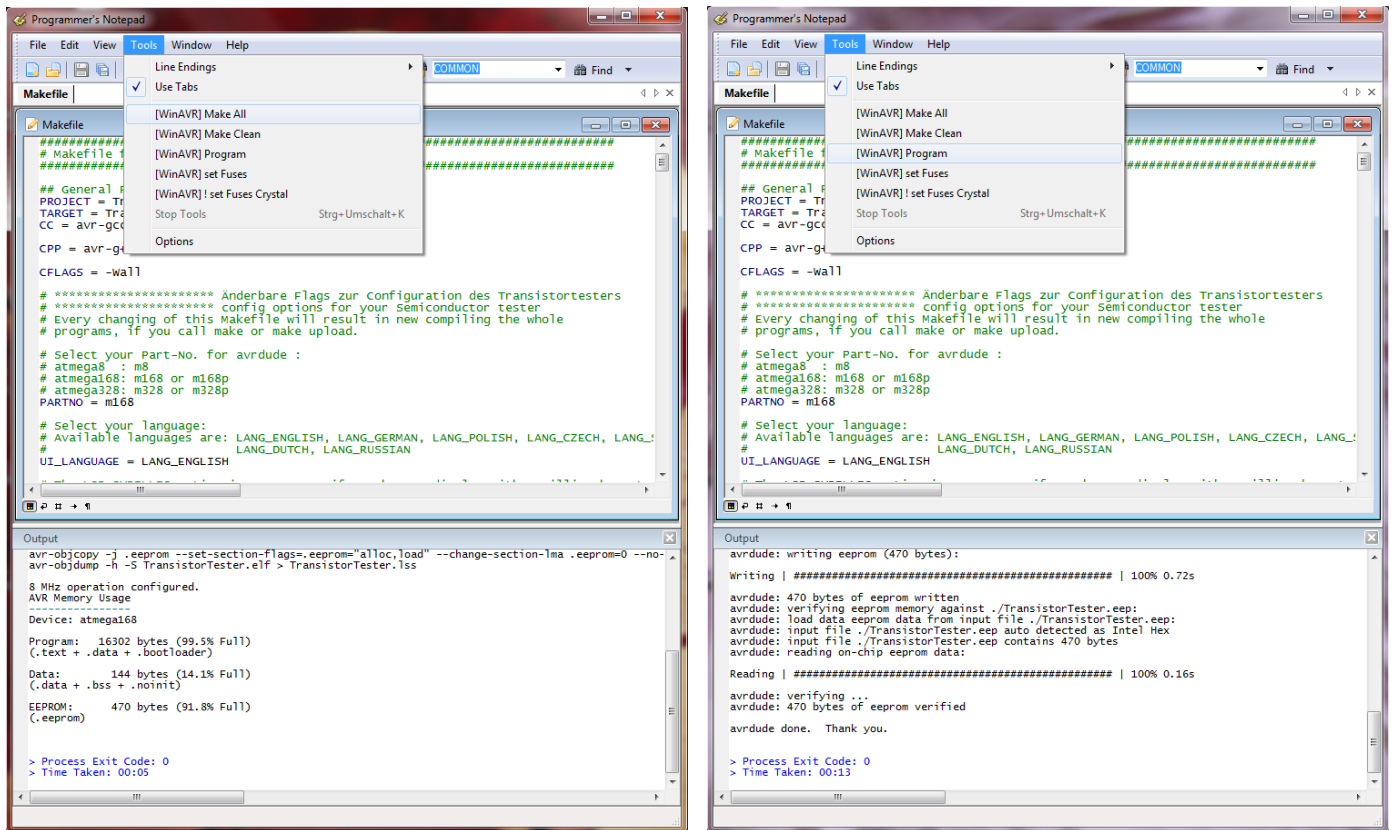 Programmer's Notepad
File Edit View Tools Window Help
Line Endings
Use Tabs
[WinAVR] Make All
[WinAVR] Make Clean
[WinAVR] Program
[WinAVR] set Fuses
[WinAVR] ! set Fuses Crystal
Stop Tools Strg+Umschalt+K
Options
COMMON Find
Makefile
Makefile
################################
# Makefile f
################################
## General P
PROJECT = Tr
TARGET = Tra
CC = avr-gcc
CPP = avr-g+
CFLAGS = -Wall
# ********************** Änderbare Flags zur Configuration des Transistortesters
# ********************** config options for your Semiconductor tester
# Every changing of this Makefile will result in new compiling the whole
# programs, if you call make or make upload.
# Select your Part-No. for avrdude :
# atmega8  : m8
# atmega168: m168 or m168p
# atmega328: m328 or m328p
PARTNO = m168
# Select your language:
# Available languages are: LANG_ENGLISH, LANG_GERMAN, LANG_POLISH, LANG_CZECH,
# LANG_DUTCH, LANG_RUSSIAN
UI_LANGUAGE = LANG_ENGLISH
Output
avr-objcopy -j .eeprom --set-section-flags=.eeprom="alloc,load" --change-section-lma .eeprom=0 --no-
avr-objdump -h -S TransistorTester.elf > TransistorTester.lss
8 MHz operation configured.
AVR Memory Usage
----------------
Device: atmega168
Program: 16302 bytes (99.5% Full)
(.text + .data + .bootloader)
Data: 144 bytes (14.1% Full)
(.data + .bss + .noinit)
EEPROM: 470 bytes (91.8% Full)
(.eeprom)
> Process Exit Code: 0
> Time Taken: 00:05
Programmer's Notepad
File Edit View Tools Window Help
Line Endings
Use Tabs
[WinAVR] Make All
[WinAVR] Make Clean
[WinAVR] Program
[WinAVR] set Fuses
[WinAVR] ! set Fuses Crystal
Stop Tools Strg+Umschalt+K
Options
COMMON Find
Makefile
Makefile
################################
# Makefile f
################################
## General P
PROJECT = Tr
TARGET = Tra
CC = avr-gcc
CPP = avr-g+
CFLAGS = -Wall
# ********************** Änderbare Flags zur Configuration des Transistortesters
# ********************** config options for your Semiconductor tester
# Every changing of this Makefile will result in new compiling the whole
# programs, if you call make or make upload.
# Select your Part-No. for avrdude :
# atmega8  : m8
# atmega168: m168 or m168p
# atmega328: m328 or m328p
PARTNO = m168
# Select your language:
# Available languages are: LANG_ENGLISH, LANG_GERMAN, LANG_POLISH, LANG_CZECH,
# LANG_DUTCH, LANG_RUSSIAN
UI_LANGUAGE = LANG_ENGLISH
Output
avrdude: writing eeprom (470 bytes):
Writing | ################################################## | 100% 0.72s
avrdude: 470 bytes of eeprom written
avrdude: verifying eeprom memory against ./TransistorTester.eep:
avrdude: load data eeprom data from input file ./TransistorTester.eep:
avrdude: input file ./TransistorTester.eep auto detected as Intel Hex
avrdude: input file ./TransistorTester.eep contains 470 bytes
avrdude: reading on-chip eeprom data:
Reading | ################################################## | 100% 0.16s
avrdude: verifying ...
avrdude: 470 bytes of eeprom verified
avrdude done.  Thank you.
> Process Exit Code: 0
> Time Taken: 00:13